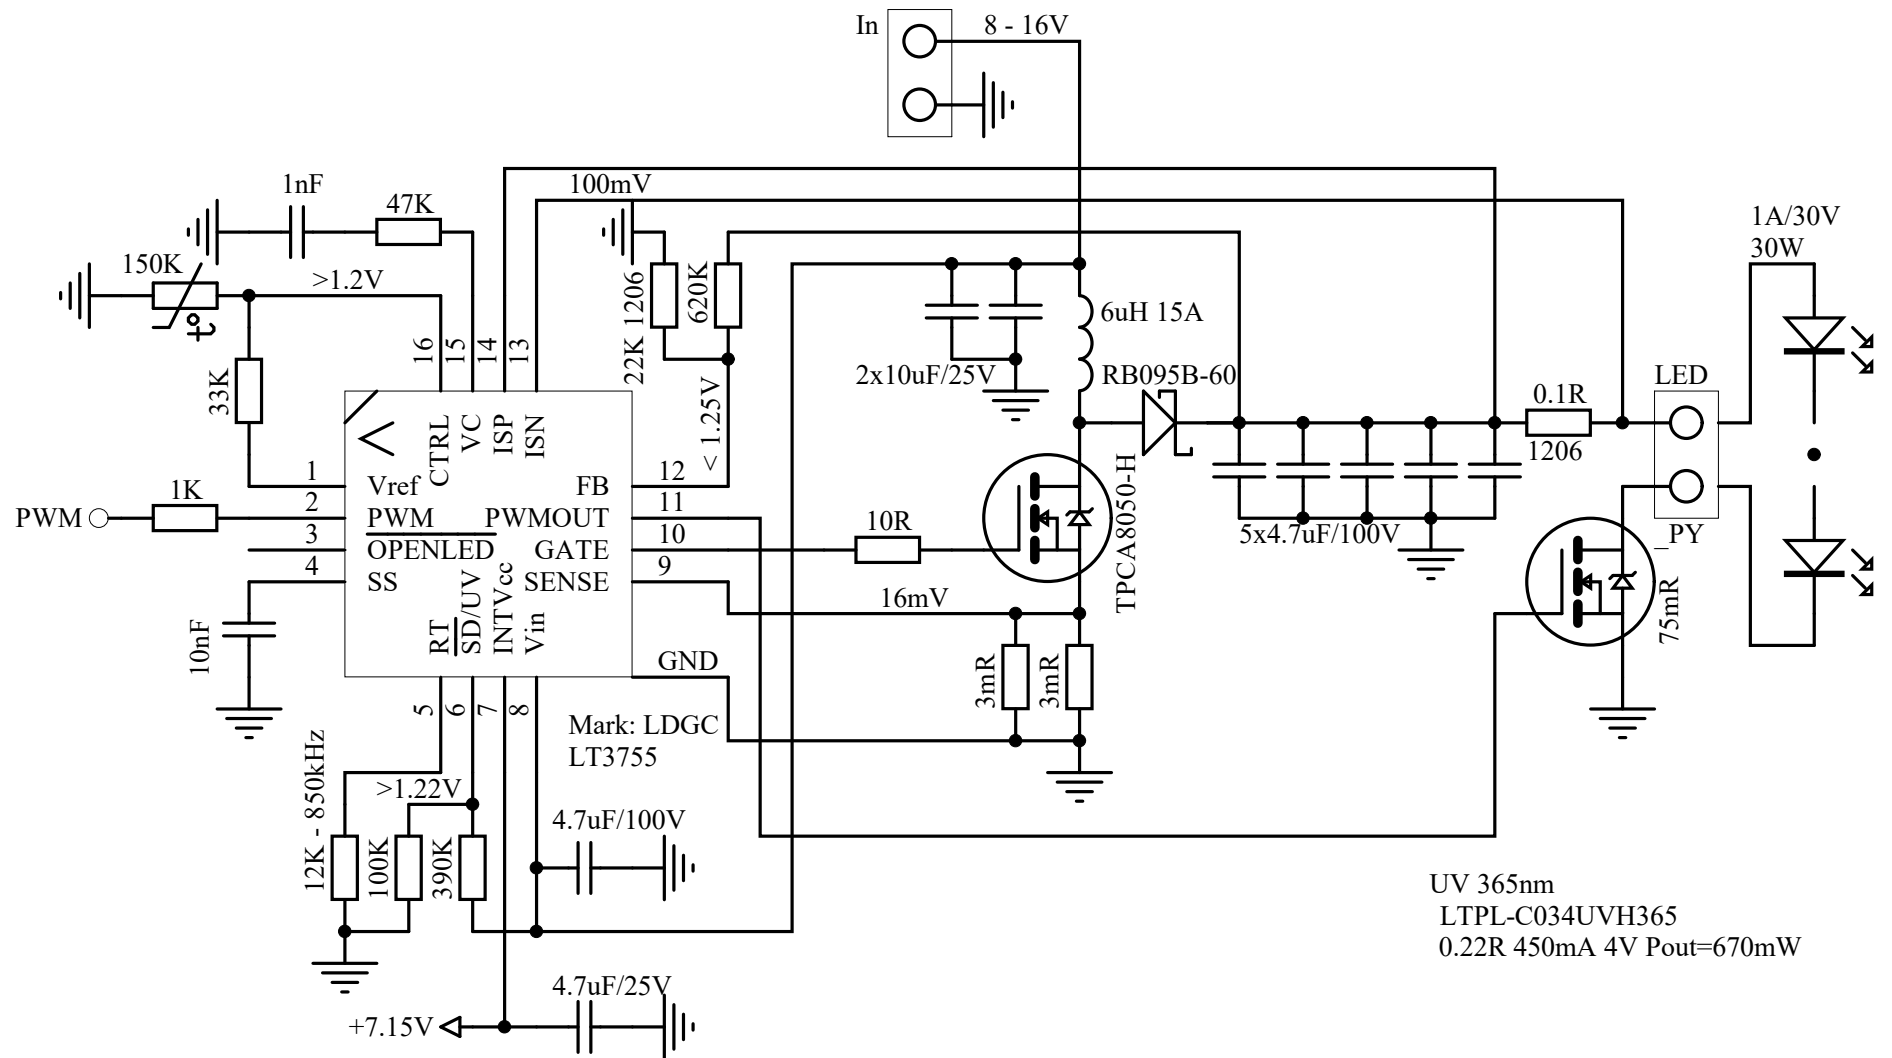 In
8 - 16V
1nF
47K
100mV
1A/30V
30W
150K
>1.2V
t°
22K 1206
620K
6uH 15A
2x10uF/25V
RB095B-60
LED
0.1R
1206
33K
16
15
14
13
CTRL
VC
ISP
ISN
< 1.25V
1
Vref
FB
12
PWM
1K
2
PWM
PWMOUT
11
3
OPENLED
GATE
10
10R
4
SS
SENSE
9
TPCA8050-H
5x4.7uF/100V
_PY
75mR
16mV
10nF
RT
SD/UV
INTVcc
Vin
GND
3mR
3mR
5
6
7
8
Mark: LDGC
LT3755
12K - 850kHz
>1.22V
100K
390K
4.7uF/100V
UV 365nm
LTPL-C034UVH365
0.22R 450mA 4V Pout=670mW
4.7uF/25V
+7.15V